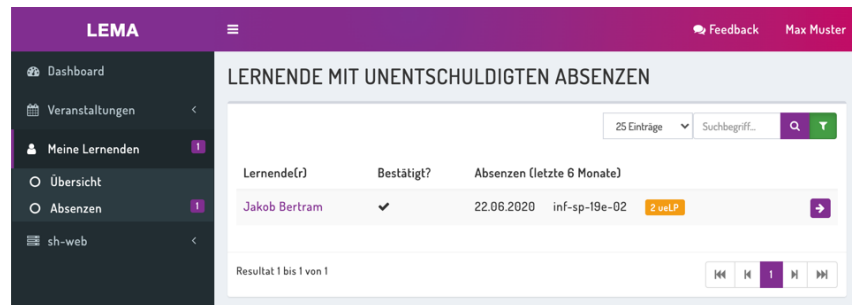 LEMA
Feedback Max Muster
Dashboard
Veranstaltungen
Meine Lernenden 1
Übersicht
Absenzen 1
sh-web
LERNENDE MIT UNENTSCHULDIGTEN ABSENZEN
25 Einträge Suchbegriff...
Lernende(r) Bestätigt? Absenzen (letzte 6 Monate)
Jakob Bertram 22.06.2020 inf-sp-19e-02 2 ueLP
Resultat 1 bis 1 von 1
1